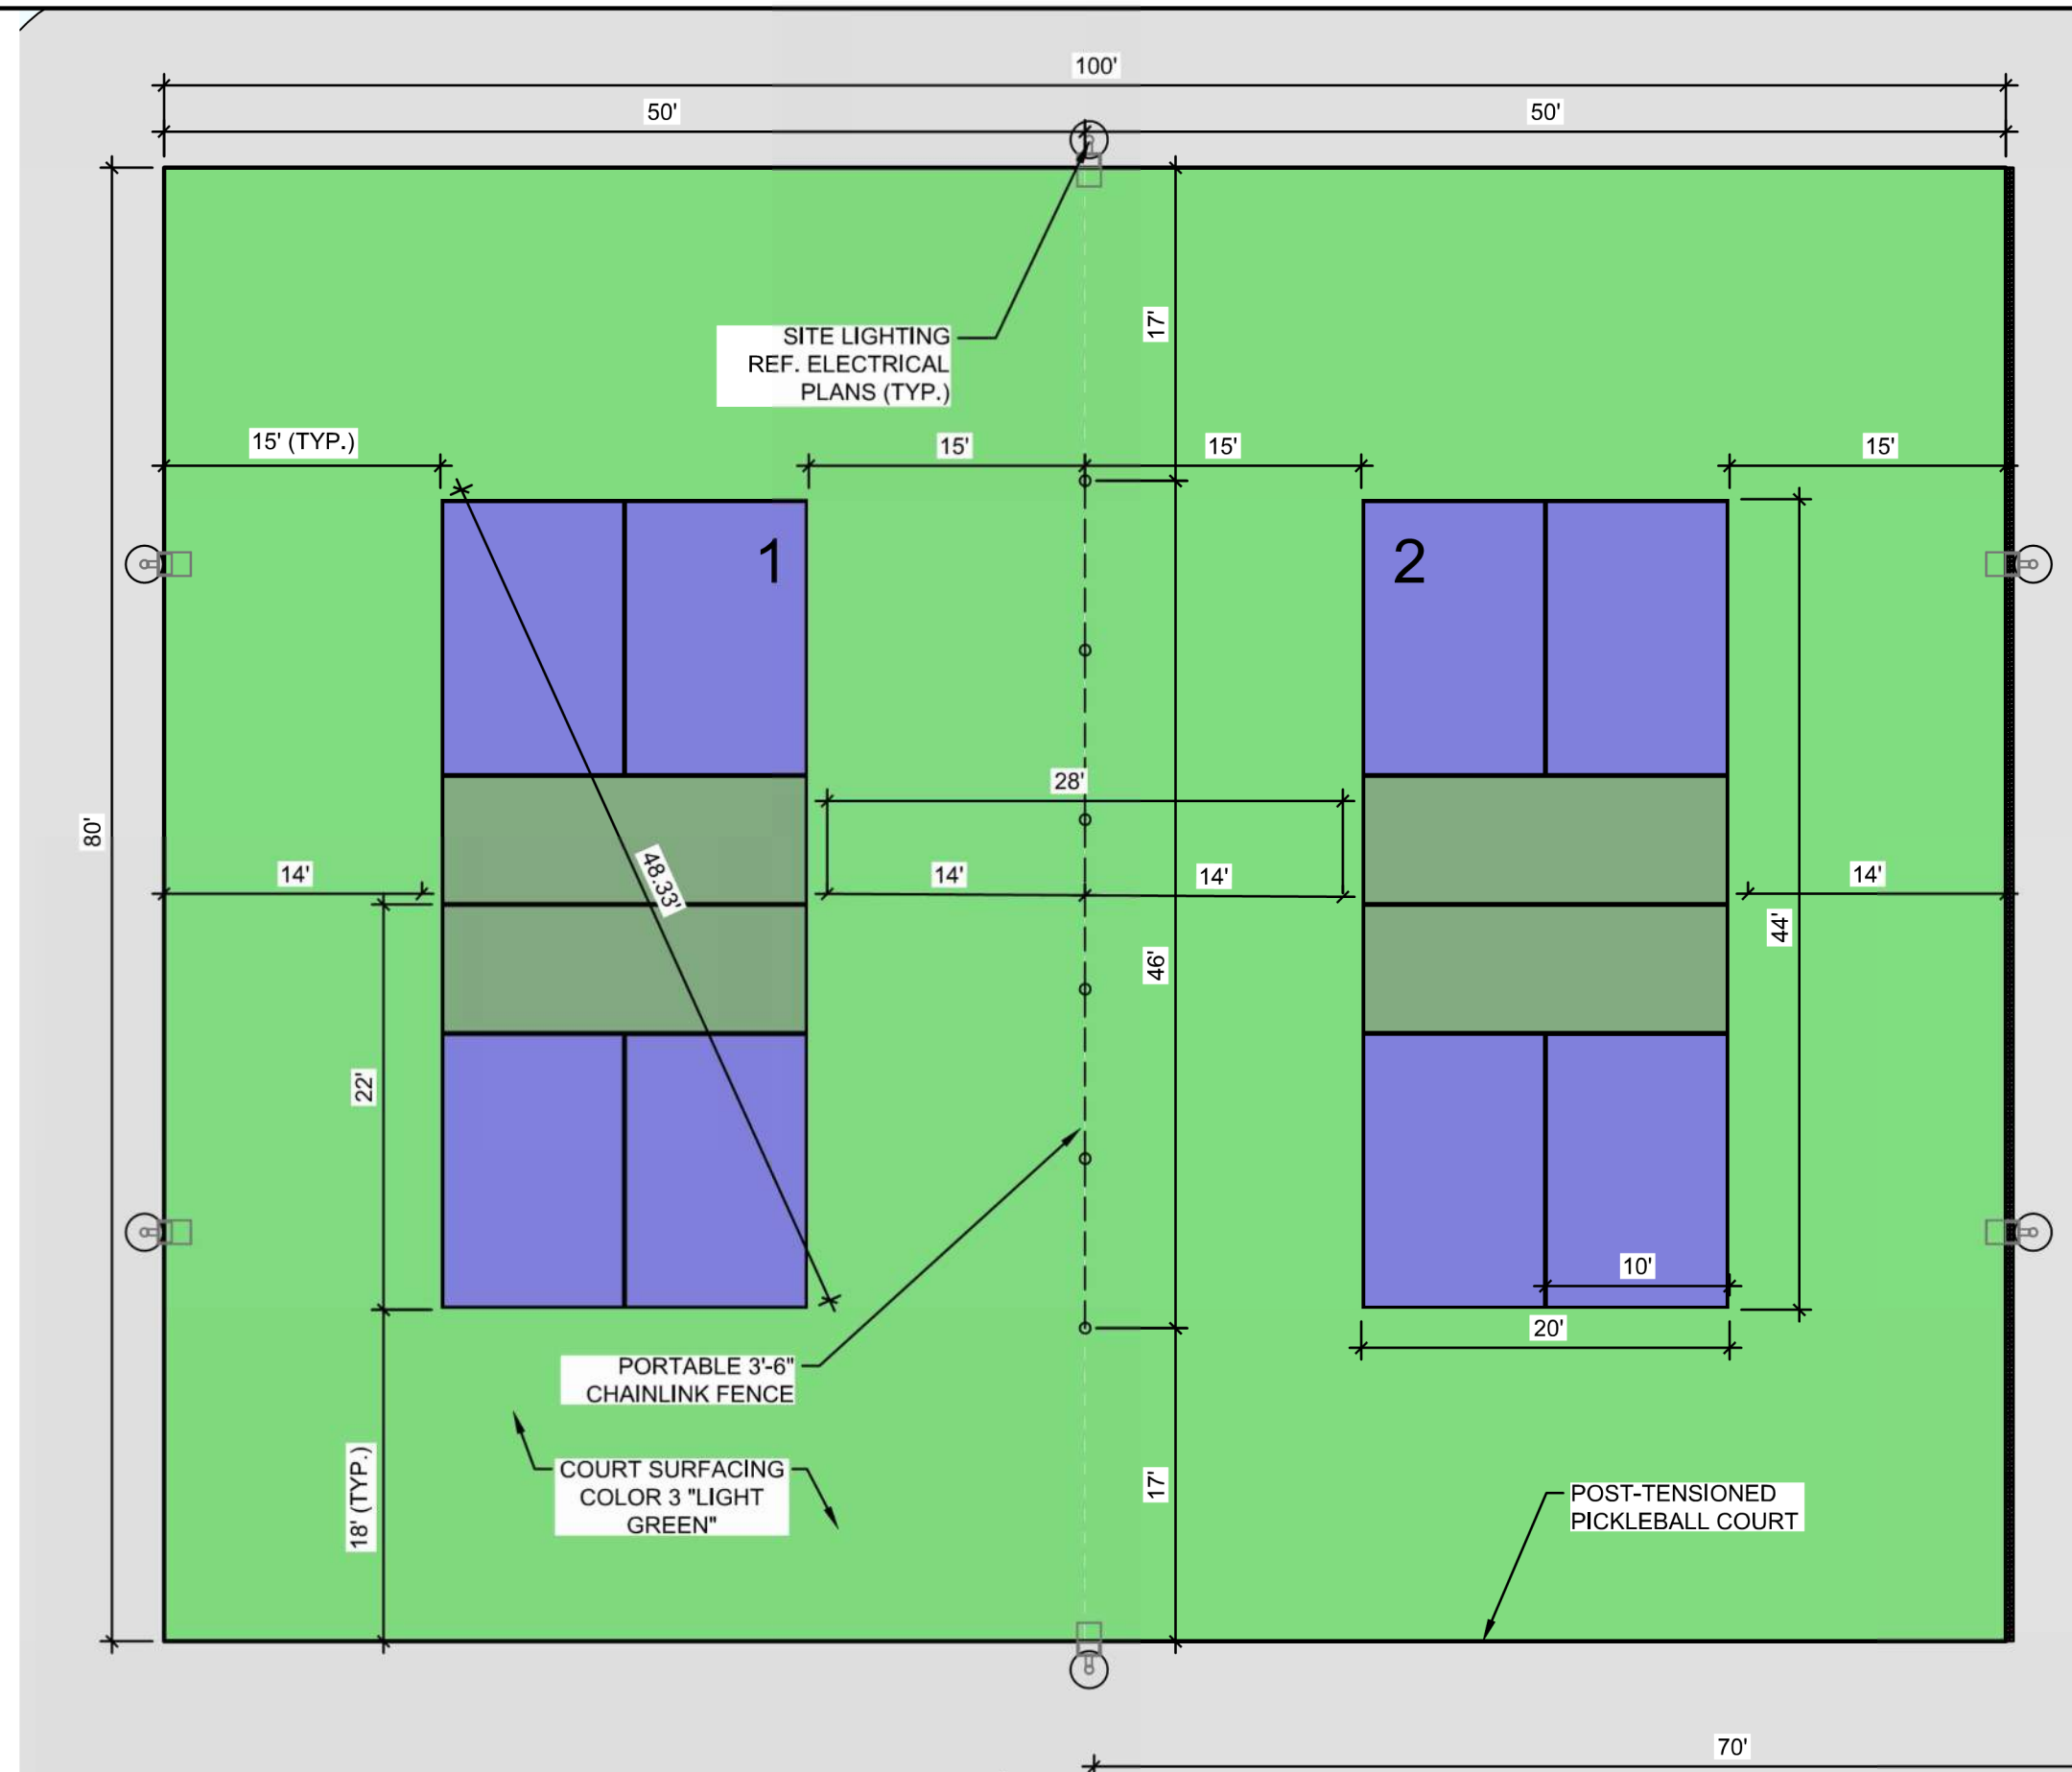 100'
50'
50'
SITE LIGHTING
REF. ELECTRICAL
PLANS (TYP.)
17'
15' (TYP.)
15'
15'
15'
1
2
28'
80'
14'
48.33'
14'
14'
14'
44'
46'
22'
10'
20'
PORTABLE 3'-6"
CHAINLINK FENCE
COURT SURFACING
COLOR 3 "LIGHT
GREEN"
18' (TYP.)
17'
POST-TENSIONED
PICKLEBALL COURT
70'